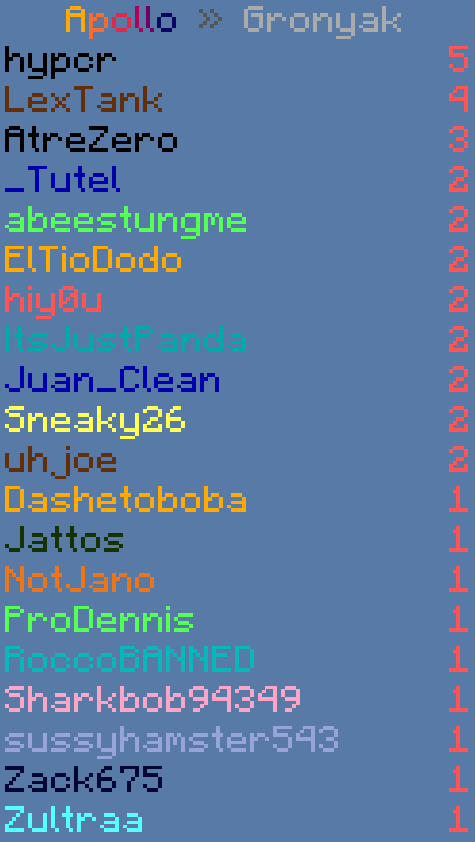 Apollo » Gronyak
hypcn 5
LexTank 4
AtreZero 3
_Tutel 2
abeestungme 2
ElTioDodo 2
hiy0u 2
ItsJustPanda 2
Juan_Clean 2
Sneaky26 2
uh_joe 2
Dashetoboba 1
Jattos 1
NotJano 1
ProDennis 1
RoccoBANNED 1
Sharkbob94349 1
sussyhamster543 1
Zack675 1
Zultraa 1